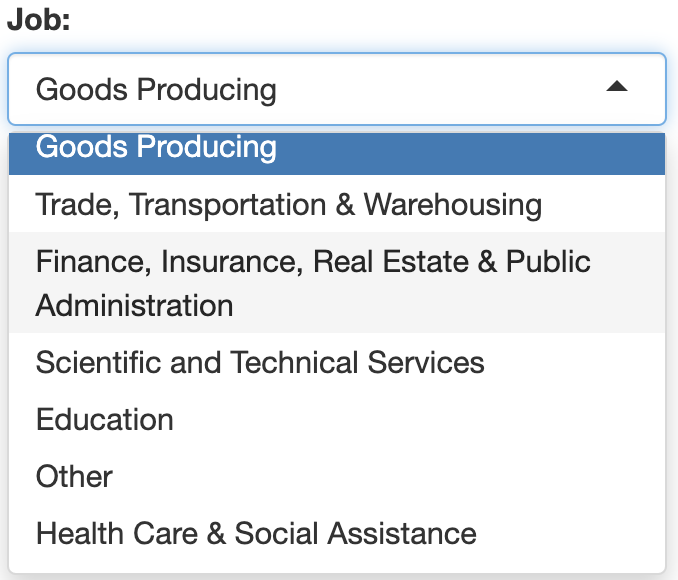 Job:
Goods Producing
Goods Producing
Trade, Transportation & Warehousing
Finance, Insurance, Real Estate & Public
Administration
Scientific and Technical Services
Education
Other
Health Care & Social Assistance